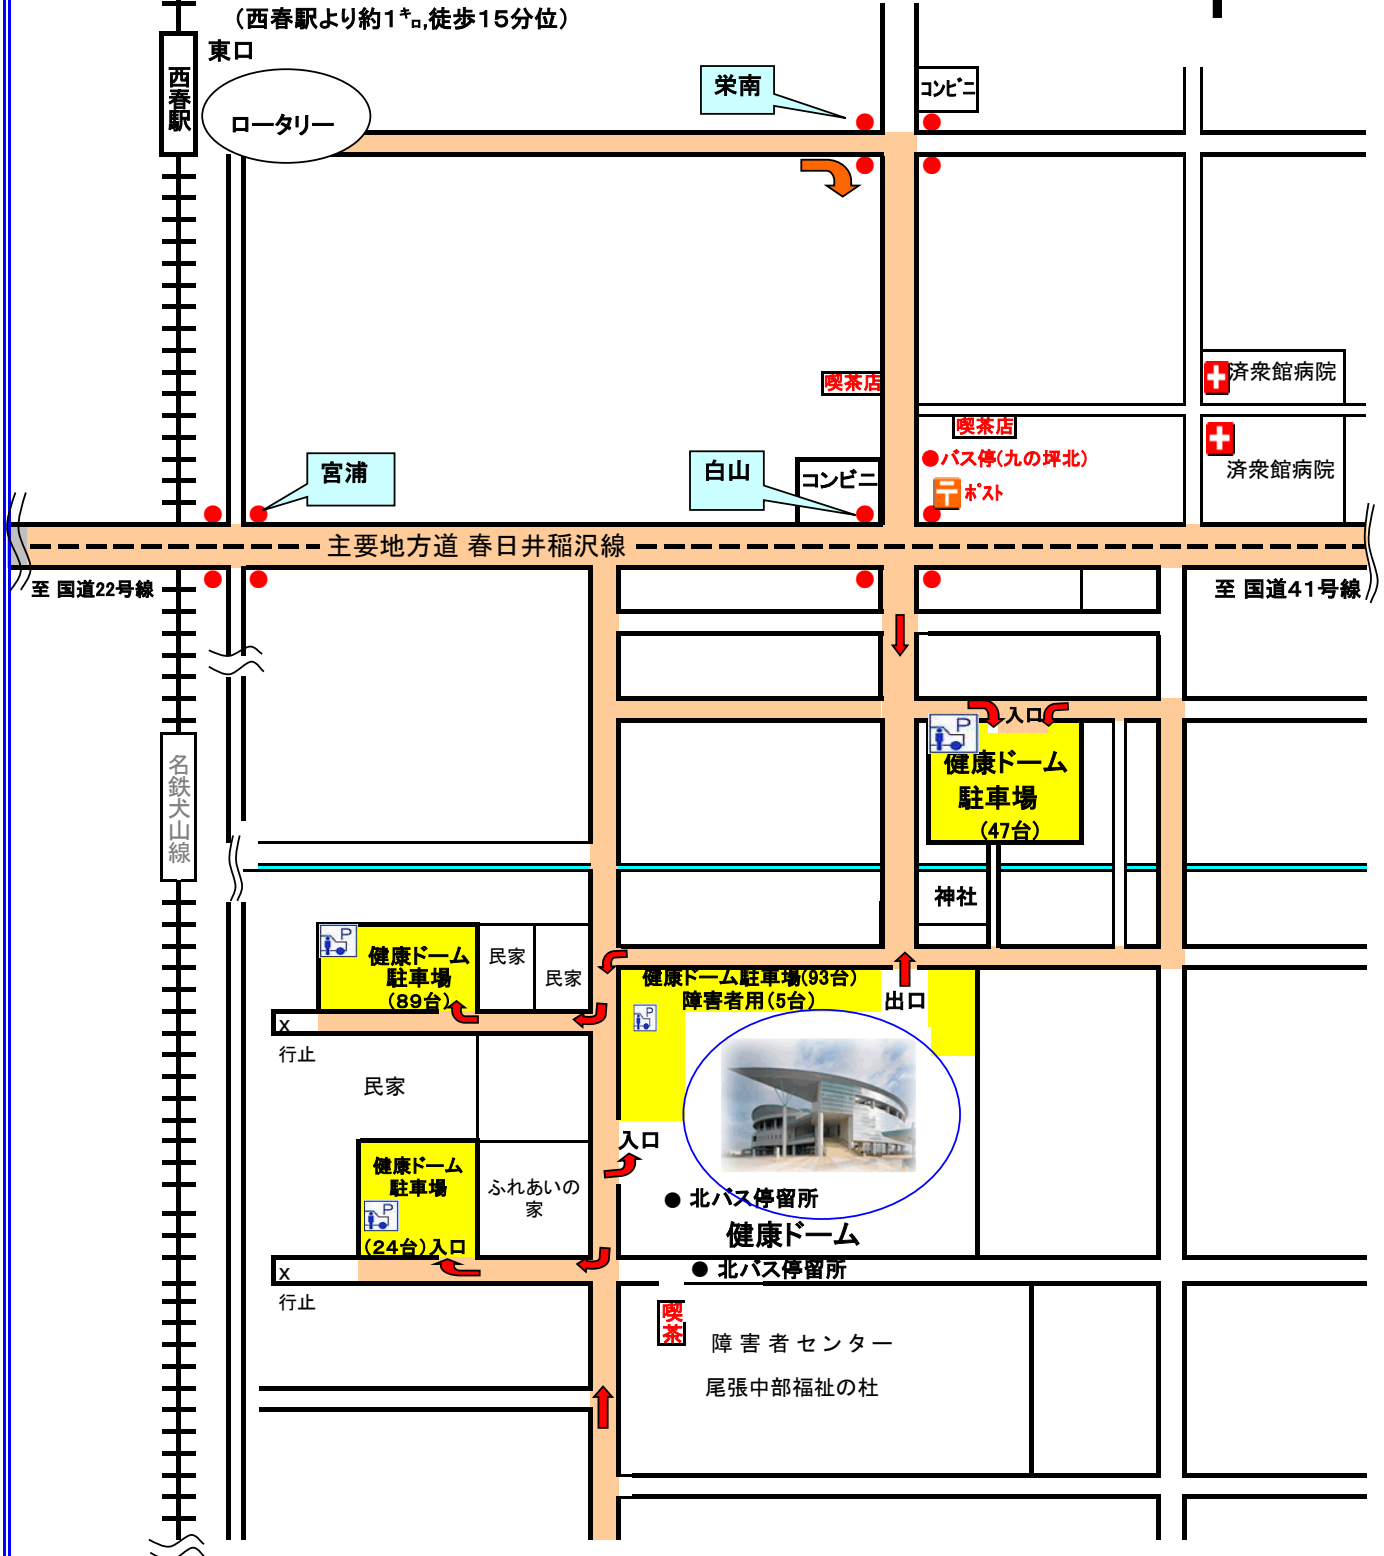 (西春駅より約1㌔,徒歩15分位)
東口
西春駅
ロータリー
栄南
コンビニ
喫茶店
済衆館病院
喫茶店
バス停(九の坪北)
済衆館病院
宮浦
白山
コンビニ
〒ポスト
主要地方道 春日井稲沢線
至 国道22号線
至 国道41号線
入口
P
健康ドーム
駐車場
(47台)
名鉄犬山線
神社
P
健康ドーム
駐車場
(89台)
民家
民家
健康ドーム駐車場(93台)
障害者用(5台)
P
出口
x
行止
民家
入口
健康ドーム
駐車場
P
(24台)入口
ふれあいの
家
● 北バス停留所
健康ドーム
● 北バス停留所
x
行止
喫茶
障害者センター
尾張中部福祉の杜